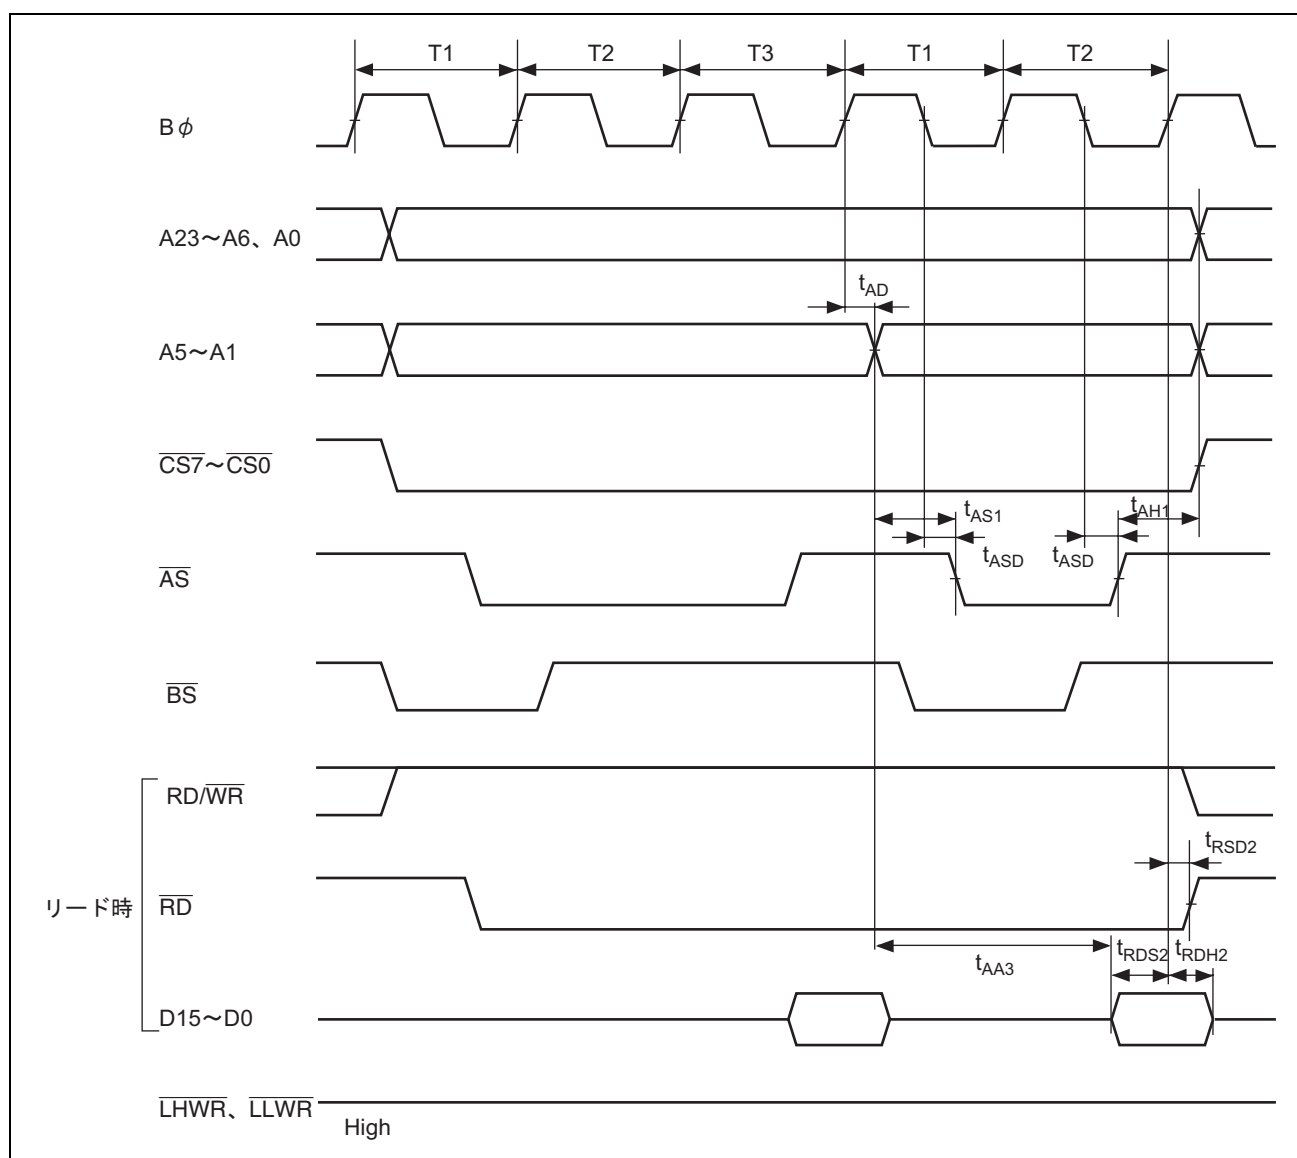 T1 T2 T3 T1 T2
Bφ
A23～A6、A0
tAD
A5～A1
CS7～CS0
tAS1 tAH1
tASD tASD
AS
BS
RD/WR
tRSD2
リード時
RD
tAA3 tRDS2 tRDH2
D15～D0
LHWR、LLWR
High